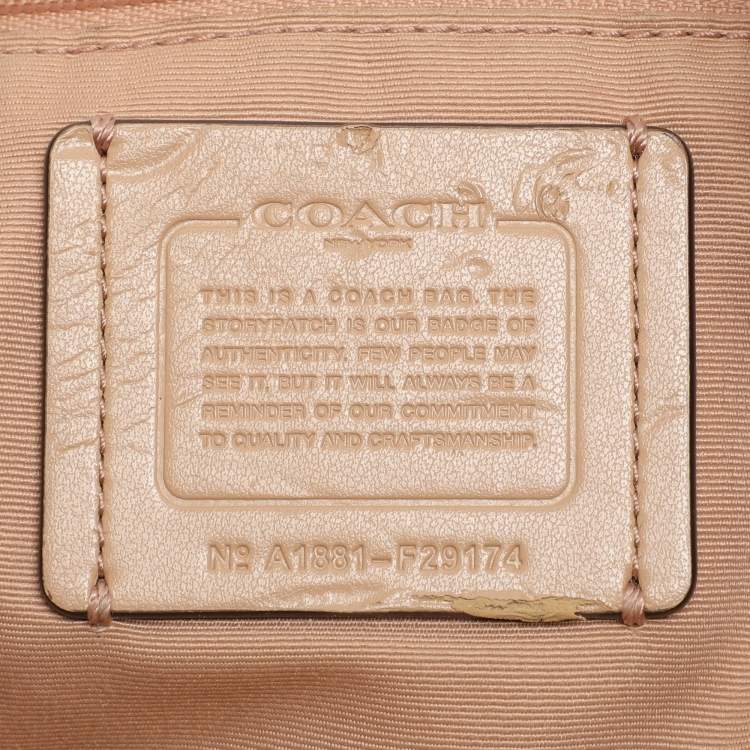 COACH
NEW YORK
THIS IS A COACH BAG. THE
STORYPATCH IS OUR BADGE OF
AUTHENTICITY. FEW PEOPLE MAY
SEE IT, BUT IT WILL ALWAYS BE A
REMINDER OF OUR COMMITMENT
TO QUALITY AND CRAFTSMANSHIP.
Nº A1881-F29174